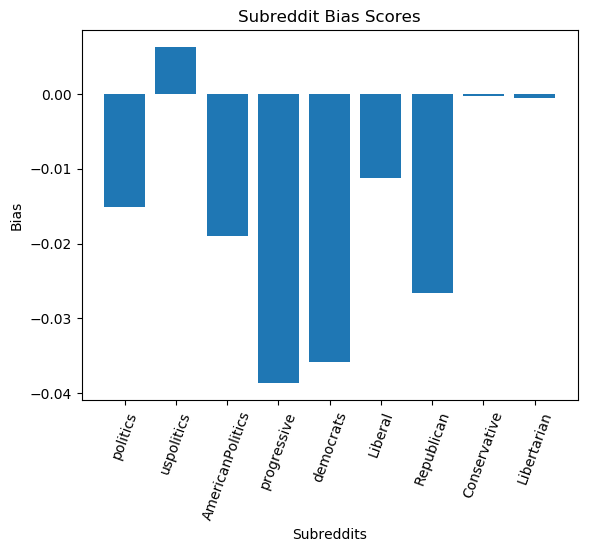 Subreddit Bias Scores
0.00
−0.01
−0.02
−0.03
−0.04
Bias
politics
uspolitics
AmericanPolitics
progressive
democrats
Liberal
Republican
Conservative
Libertarian
Subreddits